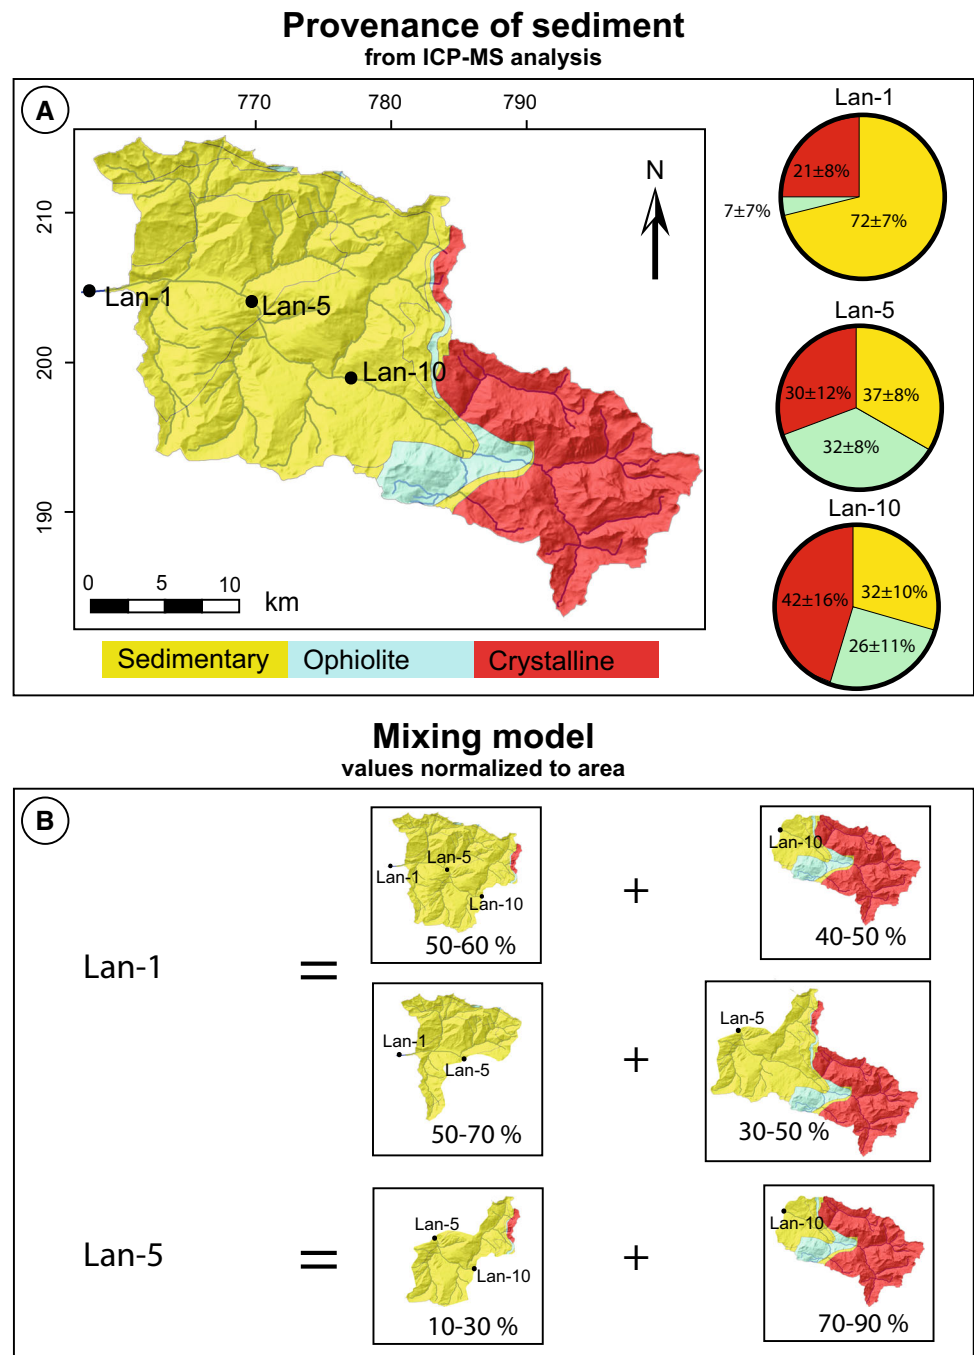 Provenance of sediment
from ICP-MS analysis
A
770 780 790
210
200
190
N
Lan-1
Lan-5
Lan-10
0 5 10
km
Sedimentary Ophiolite Crystalline
Lan-1
21±8%
7±7%
72±7%
Lan-5
30±12% 37±8%
32±8%
Lan-10
42±16% 32±10%
26±11%
Mixing model
values normalized to area
B
Lan-1 =
Lan-5
Lan-1
Lan-10
50-60 %
+
Lan-10
40-50 %
Lan-1
Lan-5
50-70 %
+
Lan-5
30-50 %
Lan-5 =
Lan-5
Lan-10
10-30 %
+
Lan-10
70-90 %